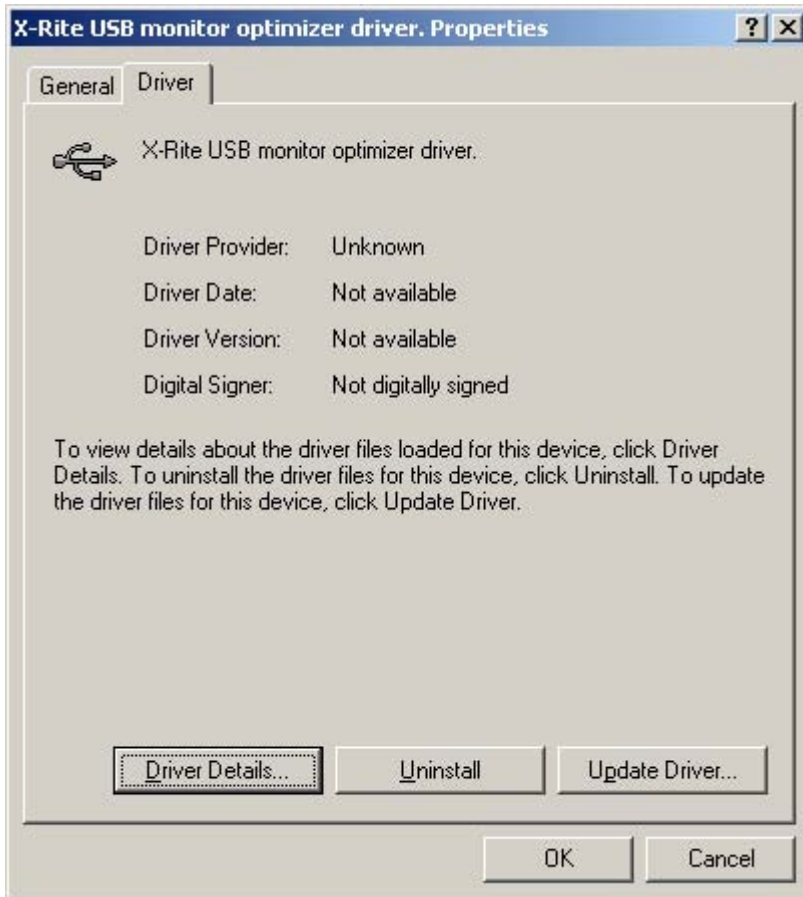 X-Rite USB monitor optimizer driver. Properties
General Driver
X-Rite USB monitor optimizer driver.
Driver Provider: Unknown
Driver Date: Not available
Driver Version: Not available
Digital Signer: Not digitally signed
To view details about the driver files loaded for this device, click Driver
Details. To uninstall the driver files for this device, click Uninstall. To update
the driver files for this device, click Update Driver.
Driver Details... Uninstall Update Driver...
OK Cancel